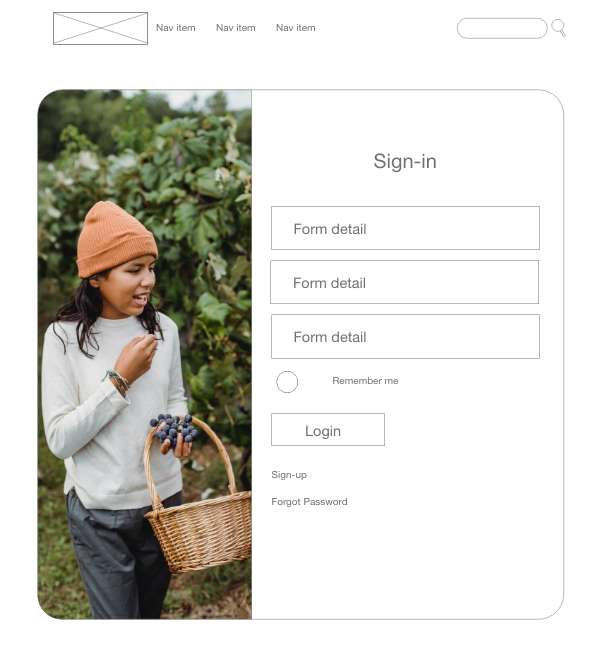 Nav item Nav item Nav item
Sign-in
Form detail
Form detail
Form detail
Remember me
Login
Sign-up
Forgot Password